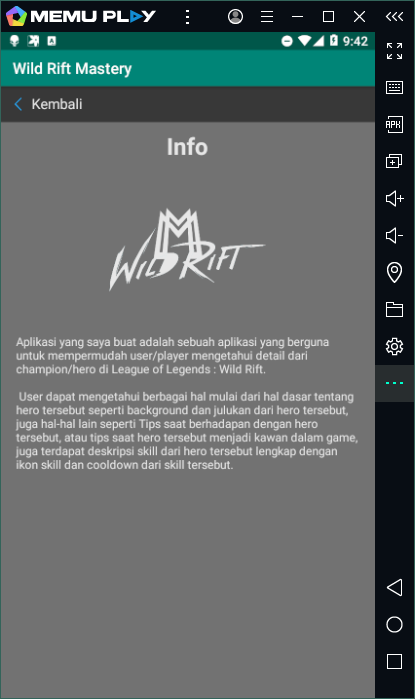 MEMU PLAY
9:42
Wild Rift Mastery
Kembali
Info
WILD RIFT
Aplikasi yang saya buat adalah sebuah aplikasi yang berguna
untuk mempermudah user/player mengetahui detail dari
champion/hero di League of Legends : Wild Rift.
User dapat mengetahui berbagai hal mulai dari hal dasar tentang
hero tersebut seperti background dan julukan dari hero tersebut,
juga hal-hal lain seperti Tips saat berhadapan dengan hero
tersebut, atau tips saat hero tersebut menjadi kawan dalam game,
juga terdapat deskripsi skill dari hero tersebut lengkap dengan
ikon skill dan cooldown dari skill tersebut.
APK